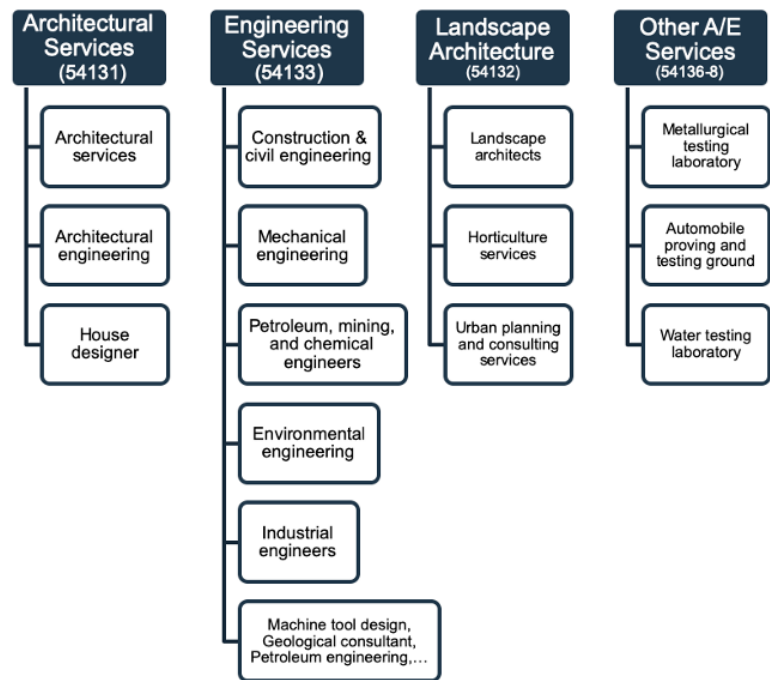 Architectural
Services
(54131)
Architectural
services
Architectural
engineering
House
designer
Engineering
Services
(54133)
Construction &
civil engineering
Mechanical
engineering
Petroleum, mining,
and chemical
engineers
Environmental
engineering
Industrial
engineers
Machine tool design,
Geological consultant,
Petroleum engineering,...
Landscape
Architecture
(54132)
Landscape
architects
Horticulture
services
Urban planning
and consulting
services
Other A/E
Services
(54136-8)
Metallurgical
testing
laboratory
Automobile
proving and
testing ground
Water testing
laboratory